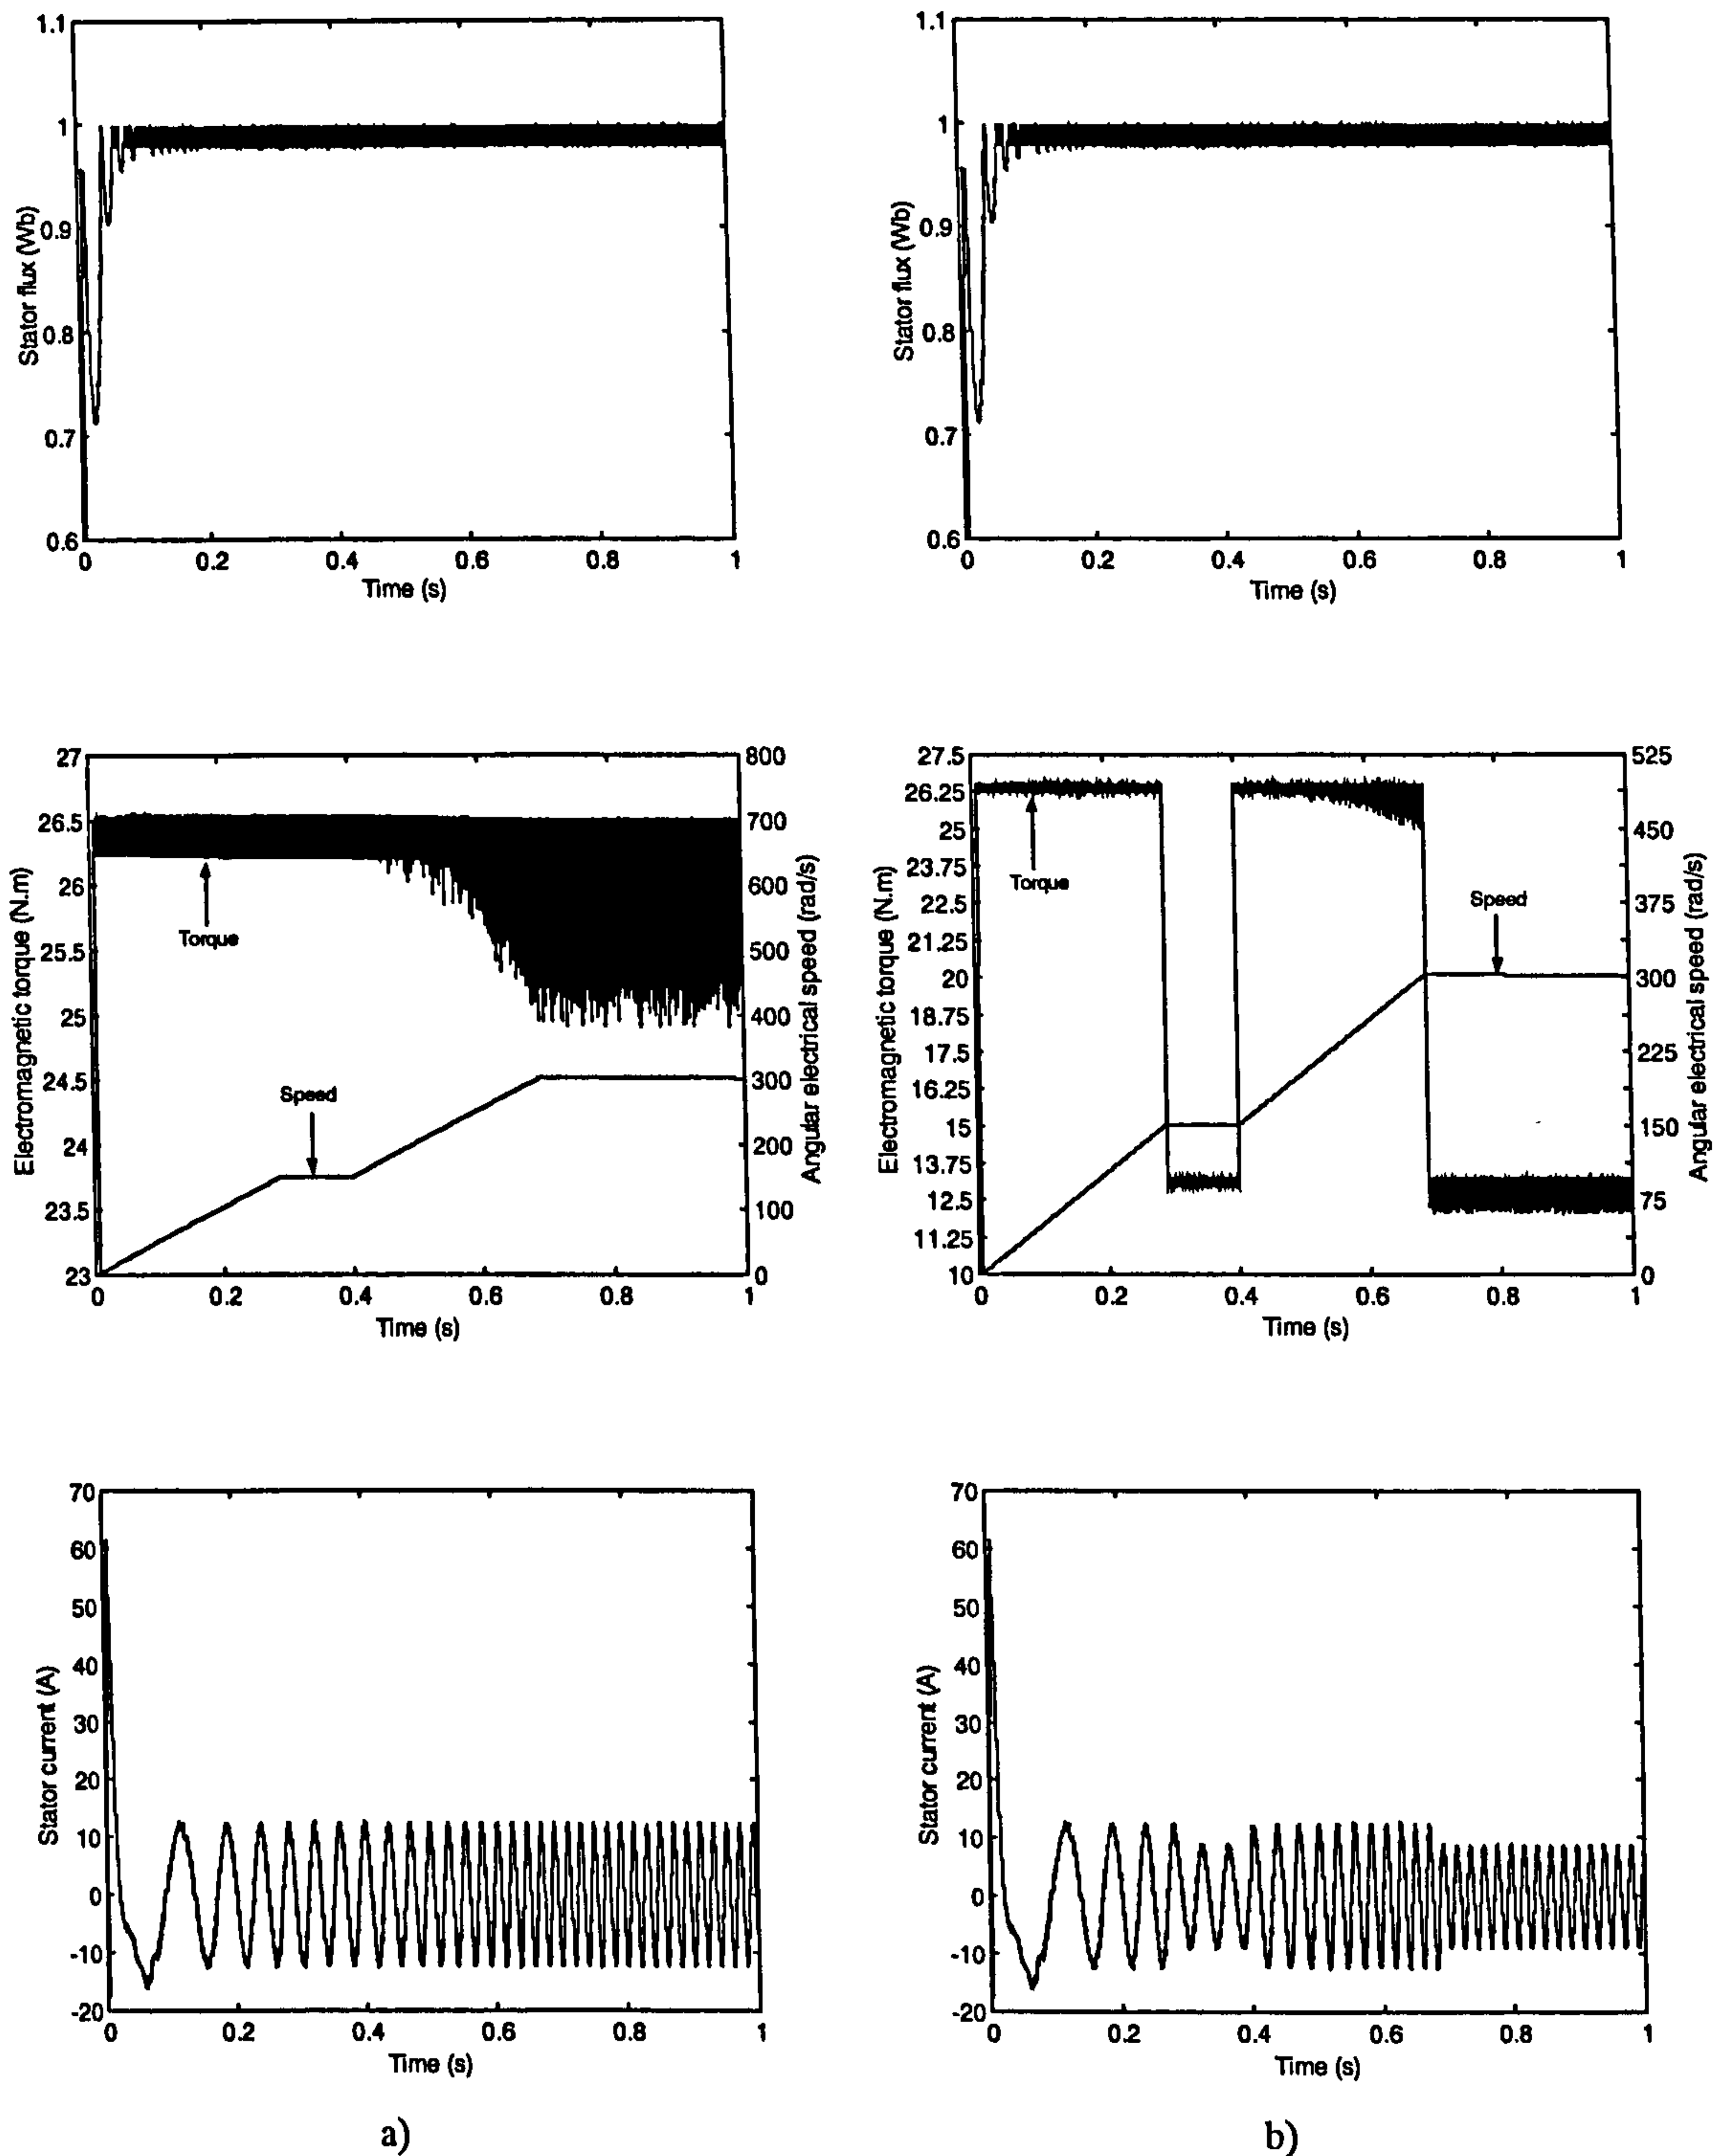 1.1
1
0.9
0.8
0.7
0.6
Stator flux (Wb)
0 0.2 0.4 0.6 0.8 1
Time (s)
1.1
1
0.9
0.8
0.7
0.6
Stator flux (Wb)
0 0.2 0.4 0.6 0.8 1
Time (s)
27
26.5
26
25.5
25
24.5
24
23.5
23
Electromagnetic torque (N.m)
Torque
Speed
800
700
600
500
400
300
200
100
0
Angular electrical speed (rad/s)
0 0.2 0.4 0.6 0.8 1
Time (s)
27.5
26.25
25
23.75
22.5
21.25
20
18.75
17.5
16.25
15
13.75
12.5
11.25
10
Electromagnetic torque (N.m)
Torque
Speed
525
450
375
300
225
150
75
0
Angular electrical speed (rad/s)
0 0.2 0.4 0.6 0.8 1
Time (s)
70
60
50
40
30
20
10
0
-10
-20
Stator current (A)
0 0.2 0.4 0.6 0.8 1
Time (s)
70
60
50
40
30
20
10
0
-10
-20
Stator current (A)
0 0.2 0.4 0.6 0.8 1
Time (s)
a)
b)